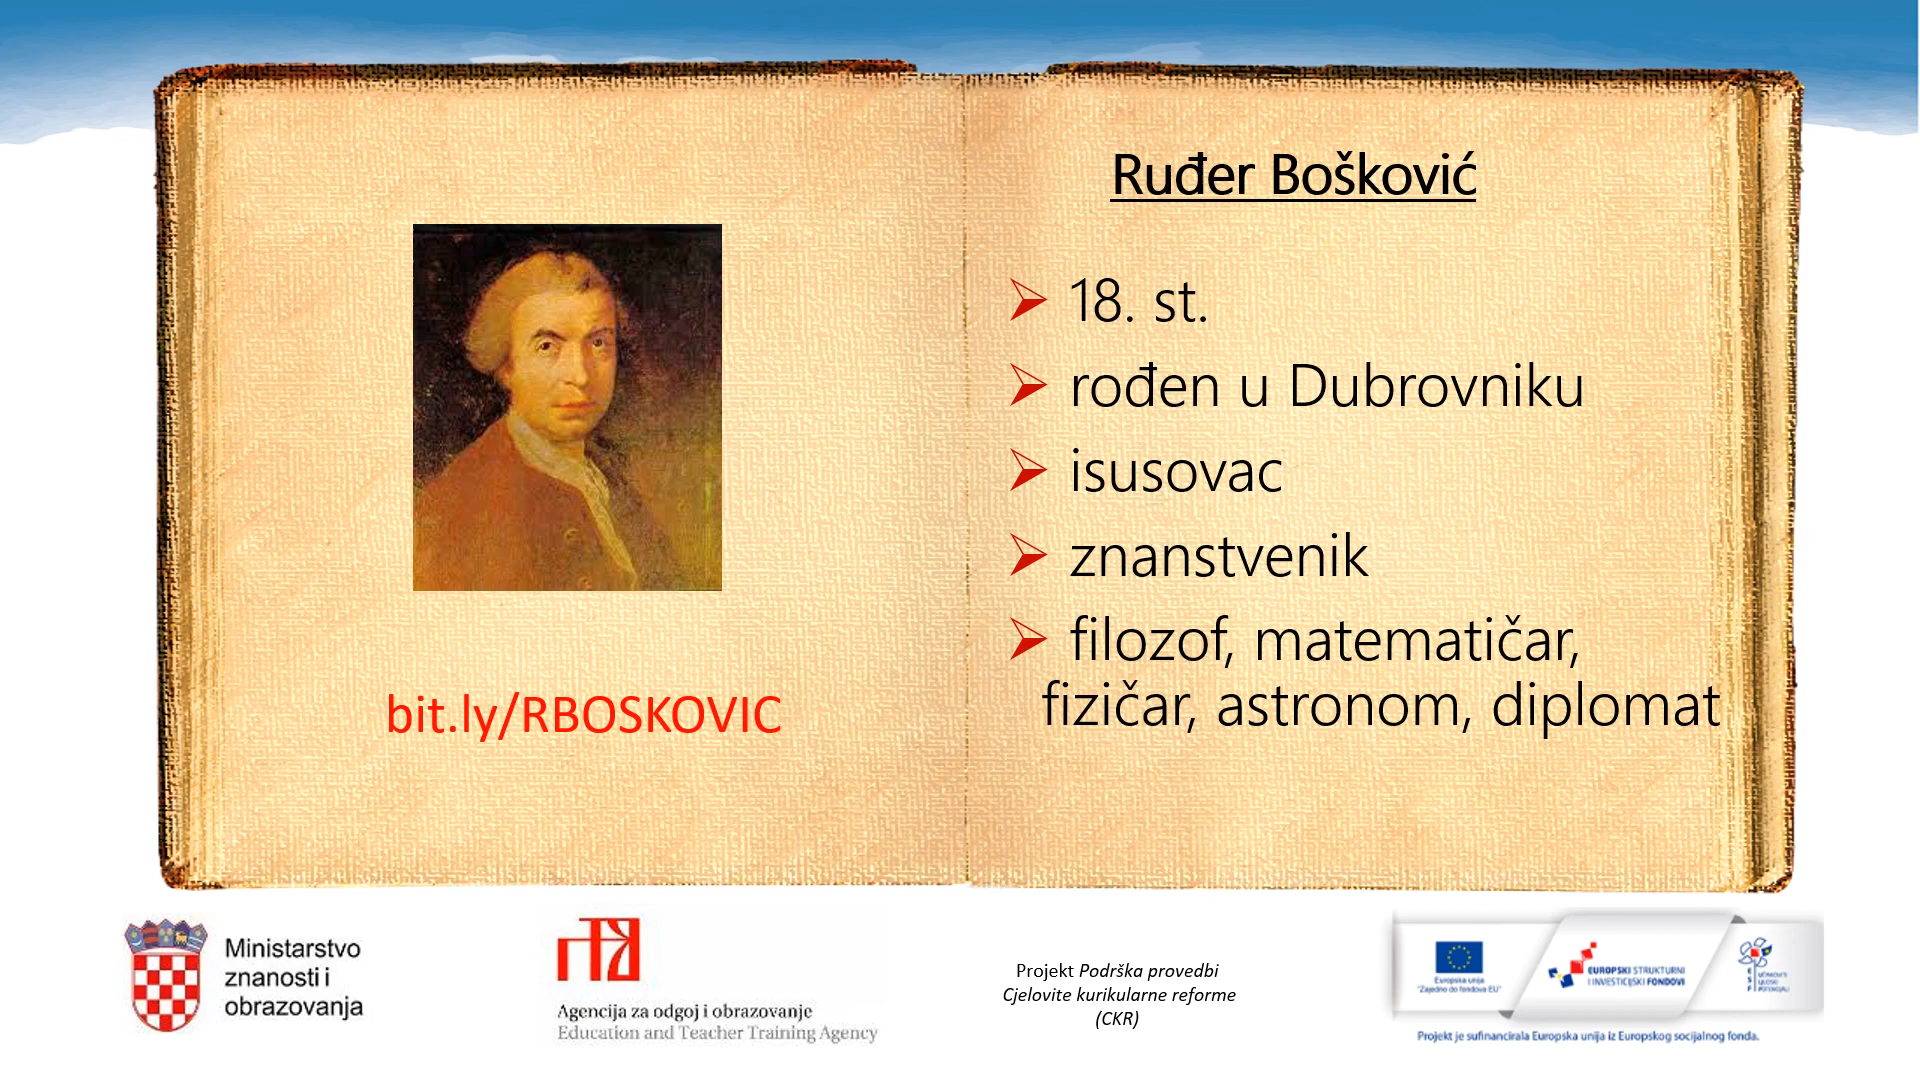 Ruđer Bošković
18. st.
rođen u Dubrovniku
isusovac
znanstvenik
filozof, matematičar,
fizičar, astronom, diplomat
bit.ly/RBOSKOVIC
Ministarstvo
znanosti i
obrazovanja
Agencija za odgoj i obrazovanje
Education and Teacher Training Agency
Projekt Podrška provedbi
Cjelovite kurikularne reforme
(CKR)
Europska unija
"Zajedno do fondova EU"
EUROPSKI STRUKTURNI
I INVESTICIJSKI FONDOVI
Projekt je sufinancirala Europska unija iz Europskog socijalnog fonda.